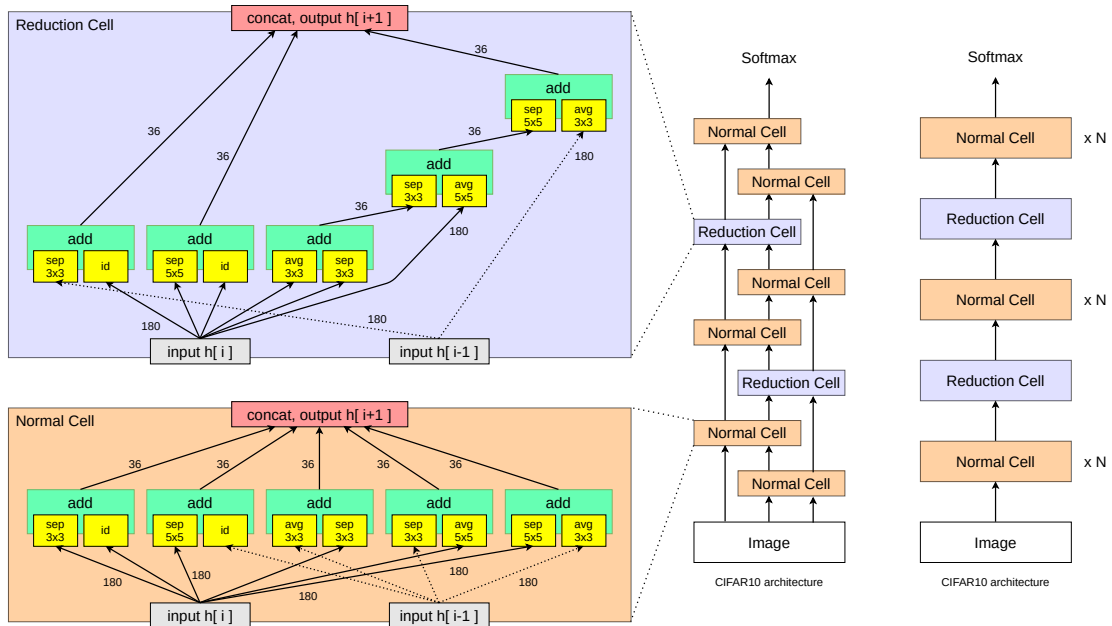 Reduction Cell
concat, output h[ i+1 ]
36
add
sep
5x5
avg
3x3
36
36
36
180
add
sep
3x3
avg
5x5
36
180
add
sep
3x3
id
add
sep
5x5
id
add
avg
3x3
sep
3x3
180
180
input h[ i ]
input h[ i-1 ]
Normal Cell
concat, output h[ i+1 ]
36
36
36
36
36
add
sep
3x3
id
add
sep
5x5
id
add
avg
3x3
sep
3x3
add
sep
3x3
avg
5x5
add
sep
5x5
avg
3x3
180
180
180
180
input h[ i ]
input h[ i-1 ]
Softmax
Normal Cell
Normal Cell
Reduction Cell
Normal Cell
Normal Cell
Reduction Cell
Normal Cell
Normal Cell
Image
CIFAR10 architecture
Softmax
Normal Cell
x N
Reduction Cell
Normal Cell
x N
Reduction Cell
Normal Cell
x N
Image
CIFAR10 architecture